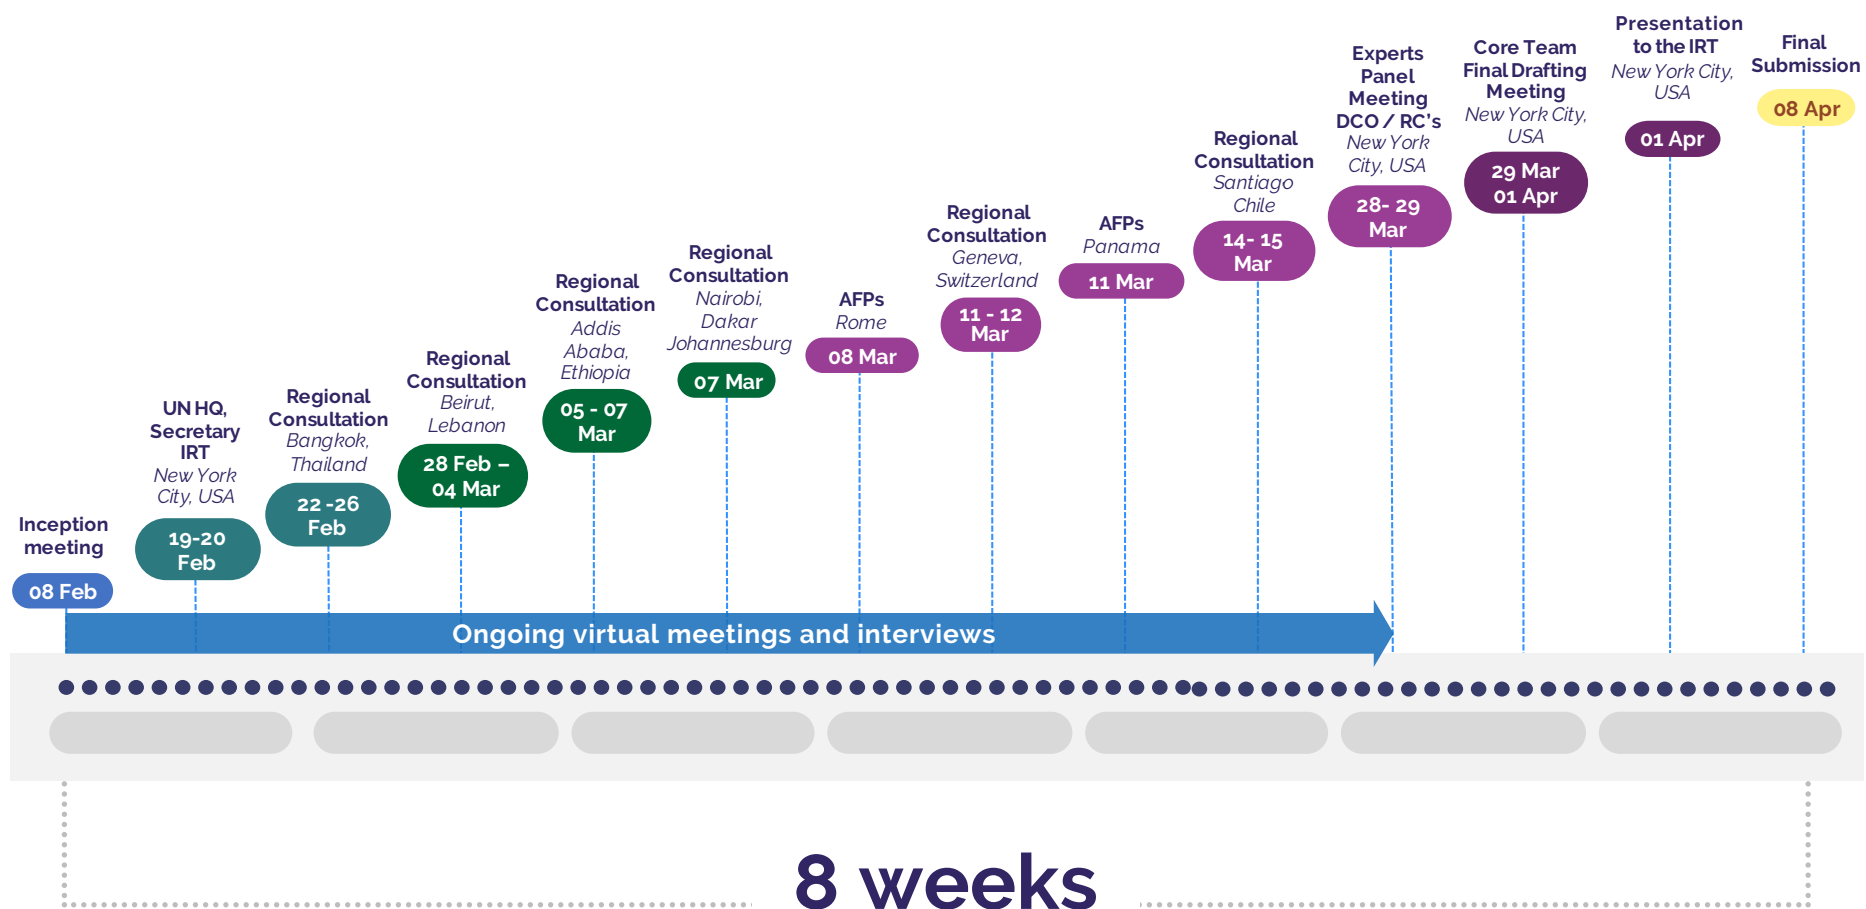 Inception
meeting
08 Feb
UN HQ,
Secretary
IRT
New York
City, USA
19-20
Feb
Regional
Consultation
Bangkok,
Thailand
22 -26
Feb
Regional
Consultation
Beirut,
Lebanon
28 Feb –
04 Mar
Regional
Consultation
Addis
Ababa,
Ethiopia
05 - 07
Mar
Regional
Consultation
Nairobi,
Dakar
Johannesburg
07 Mar
AFPs
Rome
08 Mar
Regional
Consultation
Geneva,
Switzerland
11 - 12
Mar
AFPs
Panama
11 Mar
Regional
Consultation
Santiago
Chile
14- 15
Mar
Experts
Panel
Meeting
DCO / RC's
New York
City, USA
28- 29
Mar
Core Team
Final Drafting
Meeting
New York City,
USA
29 Mar
01 Apr
Presentation
to the IRT
New York City,
USA
01 Apr
Final
Submission
08 Apr
Ongoing virtual meetings and interviews
8 weeks